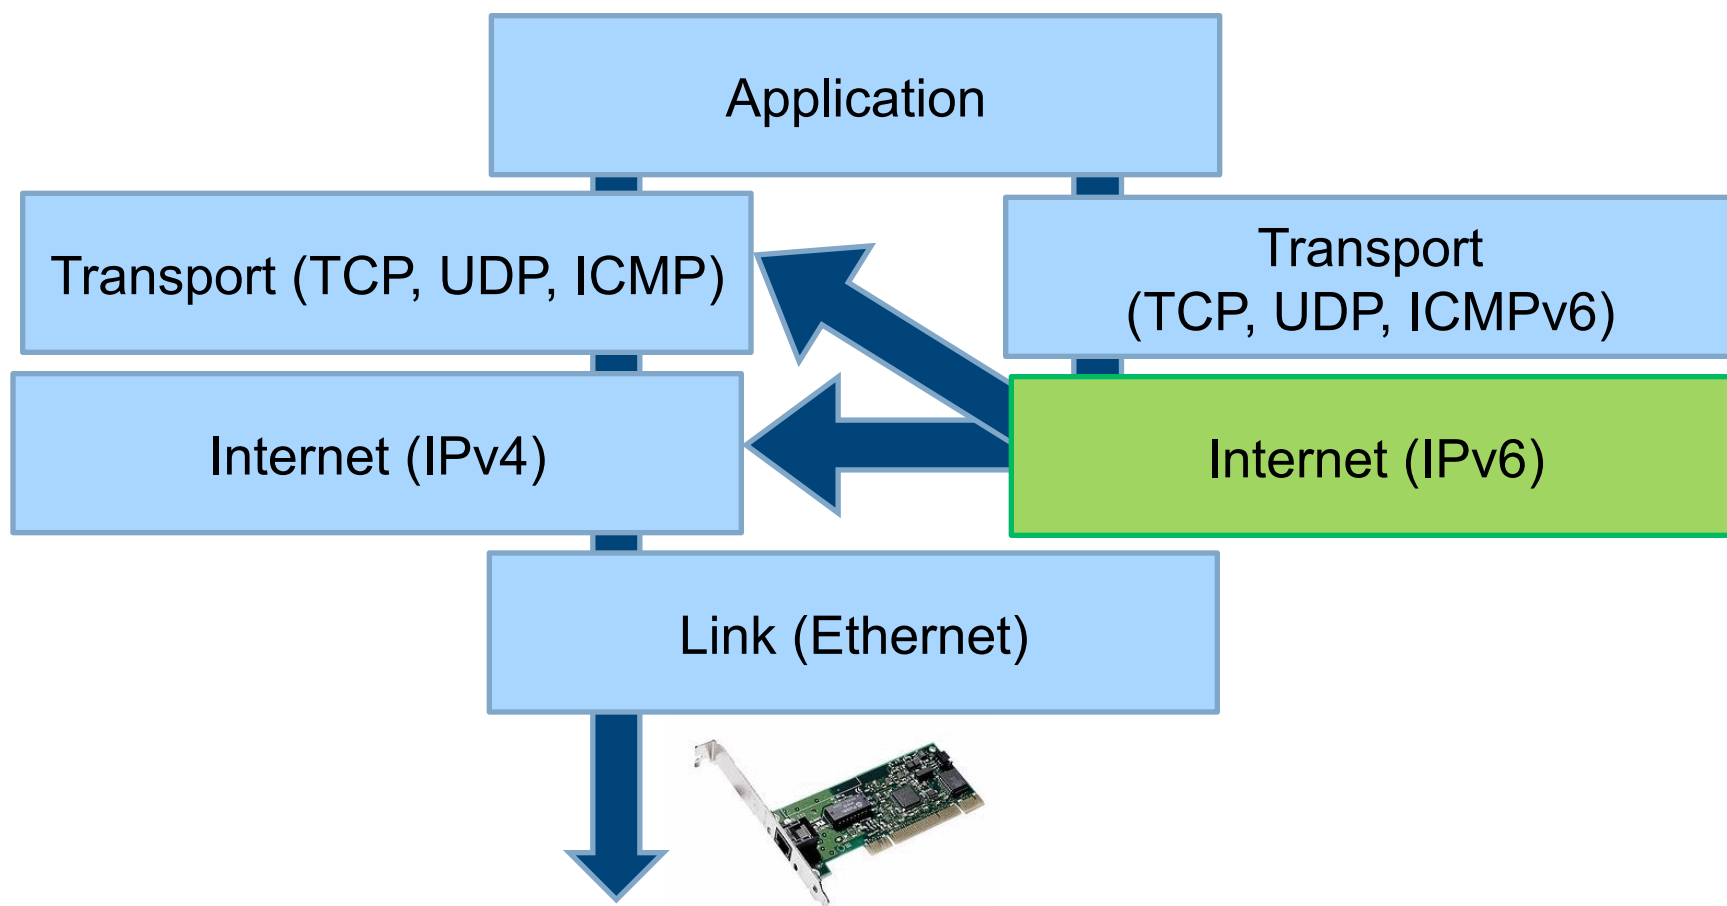 Application
Transport (TCP, UDP, ICMP)
Transport
(TCP, UDP, ICMPv6)
Internet (IPv4)
Internet (IPv6)
Link (Ethernet)